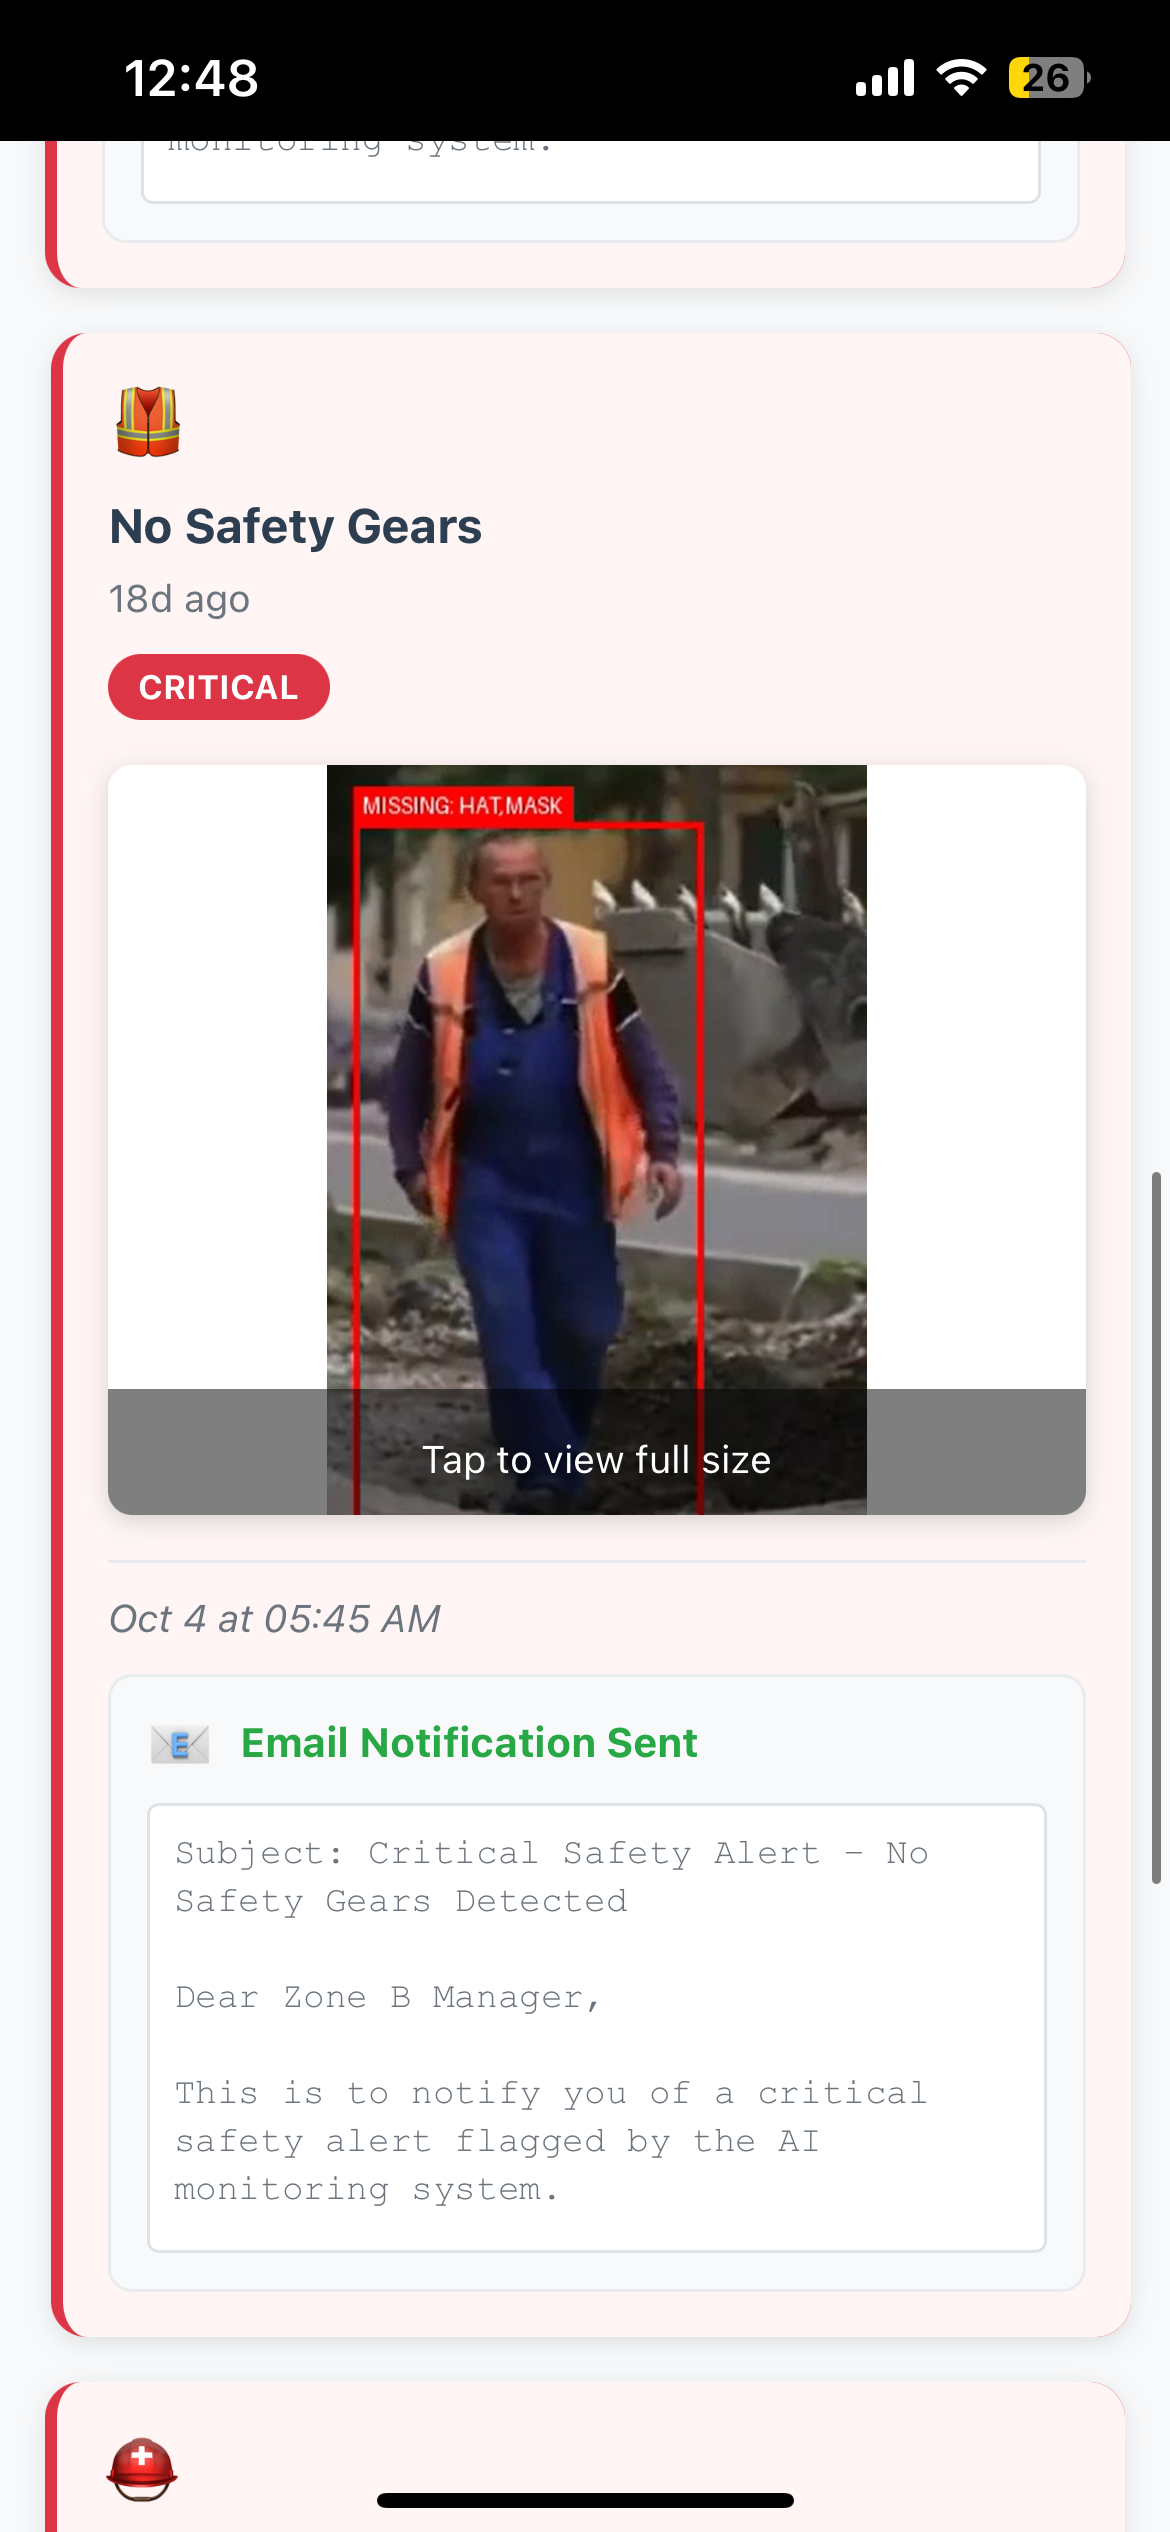 12:48
26
monitoring system.
No Safety Gears
18d ago
CRITICAL
MISSING: HAT,MASK
Tap to view full size
Oct 4 at 05:45 AM
E
Email Notification Sent
Subject: Critical Safety Alert – No
Safety Gears Detected
Dear Zone B Manager,
This is to notify you of a critical
safety alert flagged by the AI
monitoring system.